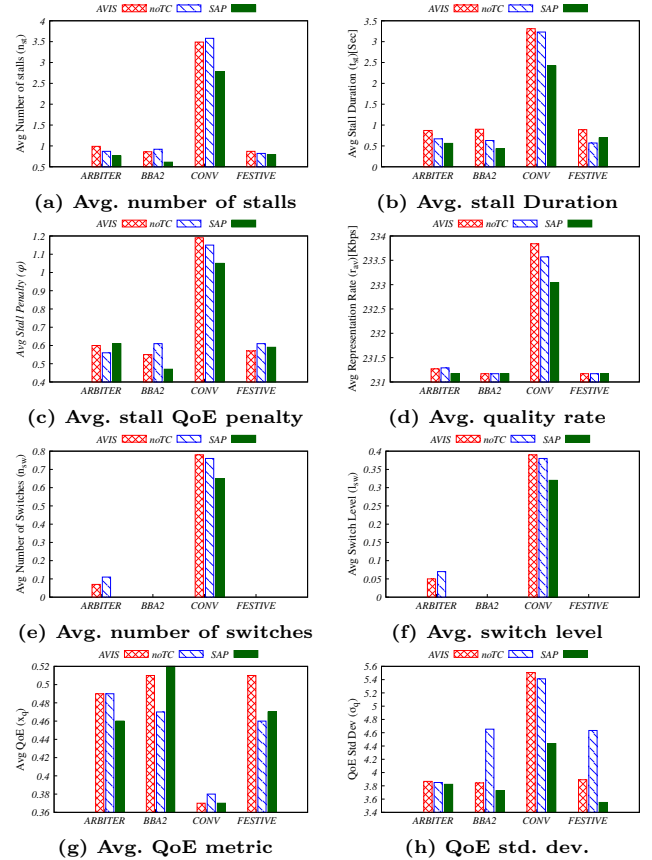 AVIS noTC SAP
Avg Number of stalls (n_st)
4
3.5
3
2.5
2
1.5
1
0.5
ARBITER BBA2 CONV FESTIVE
(a) Avg. number of stalls
AVIS noTC SAP
Avg Stall Duration (t_st)[Sec]
3.5
3
2.5
2
1.5
1
0.5
0
ARBITER BBA2 CONV FESTIVE
(b) Avg. stall Duration
AVIS noTC SAP
Avg Stall Penalty (φ)
1.2
1.1
1
0.9
0.8
0.7
0.6
0.5
0.4
ARBITER BBA2 CONV FESTIVE
(c) Avg. stall QoE penalty
AVIS noTC SAP
Avg Representation Rate (r_av)[Kbps]
234
233.5
233
232.5
232
231.5
231
ARBITER BBA2 CONV FESTIVE
(d) Avg. quality rate
AVIS noTC SAP
Avg Number of Switches (n_sw)
0.8
0.7
0.6
0.5
0.4
0.3
0.2
0.1
0
ARBITER BBA2 CONV FESTIVE
(e) Avg. number of switches
AVIS noTC SAP
Avg Switch Level (l_sw)
0.4
0.35
0.3
0.25
0.2
0.15
0.1
0.05
0
ARBITER BBA2 CONV FESTIVE
(f) Avg. switch level
AVIS noTC SAP
Avg QoE (x_q)
0.52
0.5
0.48
0.46
0.44
0.42
0.4
0.38
0.36
ARBITER BBA2 CONV FESTIVE
(g) Avg. QoE metric
AVIS noTC SAP
QoE Std Dev (σ_q)
5.6
5.4
5.2
5
4.8
4.6
4.4
4.2
4
3.8
3.6
3.4
ARBITER BBA2 CONV FESTIVE
(h) QoE std. dev.